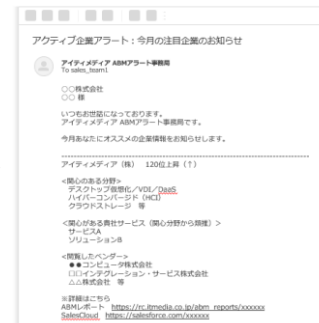 アクティブ企業アラート：今月の注目企業のお知らせ
アイティメディア ABMアラート事務局
To sales_team1
○○株式会社
○○ 様
いつもお世話になっております。
アイティメディア ABMアラート事務局です。
今月あなたにオススメの企業情報をお知らせします。
アイティメディア（株）　120位上昇（↑）
<関心のある分野>
デスクトップ仮想化／VDI／DaaS
ハイパーコンバージド（HCI）
クラウドストレージ　等
<関心がある貴社サービス（関心分野から類推）>
サービスA
ソリューションB
<閲覧したベンダー>
●●コンピュータ株式会社
□□インテグレーション・サービス株式会社
△△株式会社　等
※詳細はこちら
ABMレポート　https://rc.itmedia.co.jp/abm_reports/xxxxxx
SalesCloud　https://salesforce.com/xxxxxx